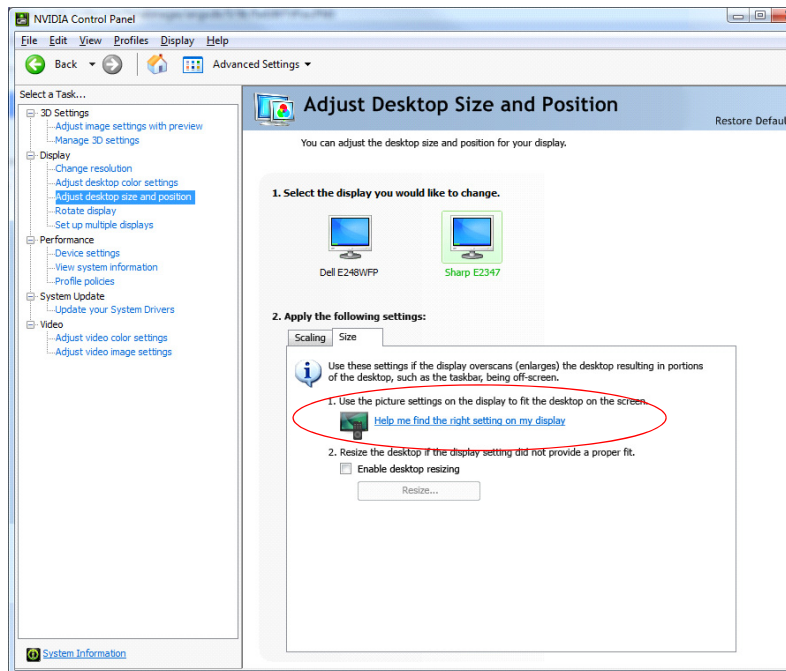 NVIDIA Control Panel
File Edit View Profiles Display Help
Back Advanced Settings
Select a Task...
3D Settings
Adjust image settings with preview
Manage 3D settings
Display
Change resolution
Adjust desktop color settings
Adjust desktop size and position
Rotate display
Set up multiple displays
Performance
Device settings
View system information
Profile policies
System Update
Update your System Drivers
Video
Adjust video color settings
Adjust video image settings
System Information
Adjust Desktop Size and Position
Restore Defaul
You can adjust the desktop size and position for your display.
1. Select the display you would like to change.
Dell E248WFP Sharp E2347
2. Apply the following settings:
Scaling Size
Use these settings if the display overscans (enlarges) the desktop resulting in portions
of the desktop, such as the taskbar, being off-screen.
1. Use the picture settings on the display to fit the desktop on the screen.
Help me find the right setting on my display
2. Resize the desktop if the display setting did not provide a proper fit.
Enable desktop resizing
Resize...